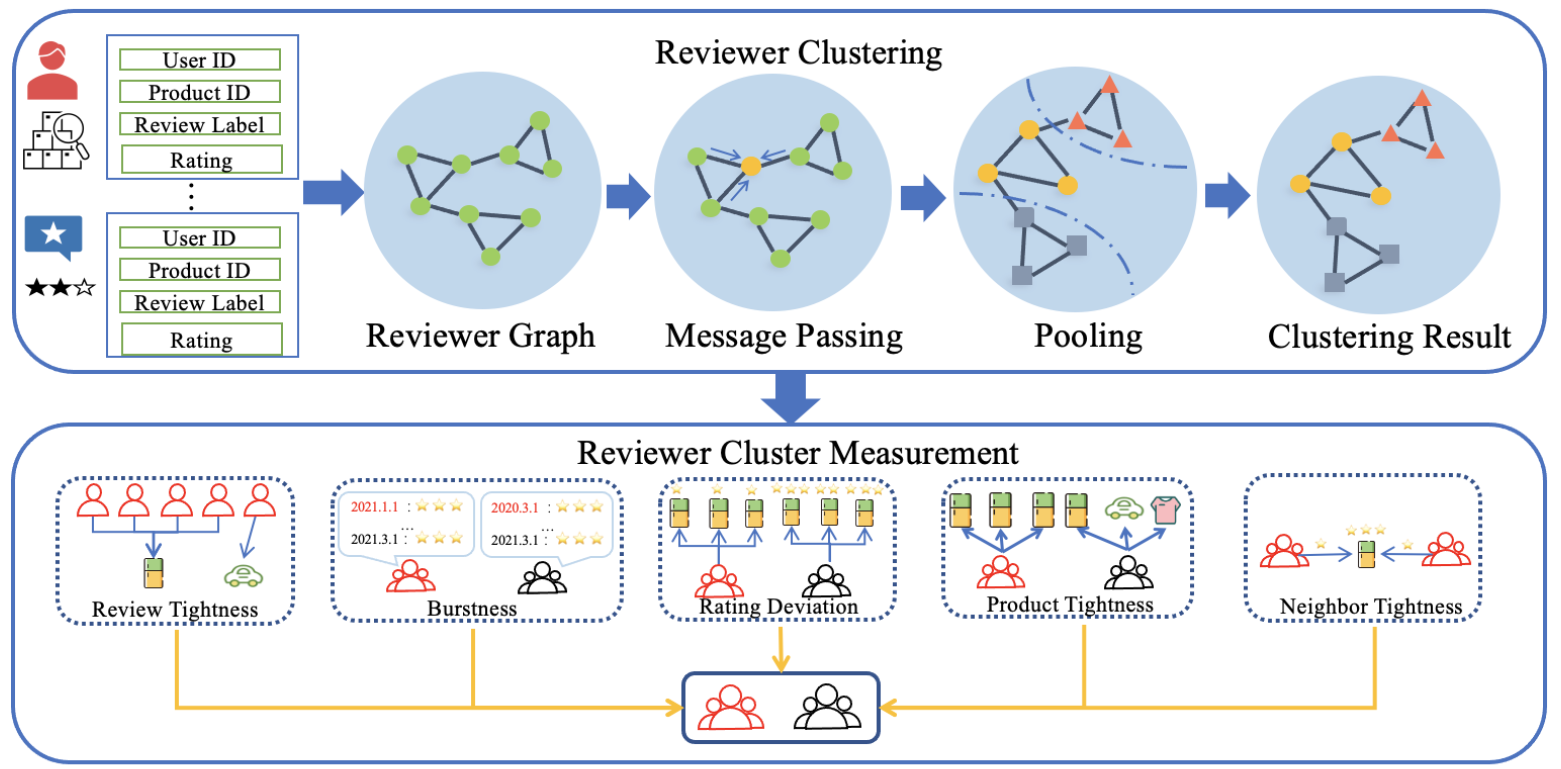 Reviewer Clustering
User ID
Product ID
Review Label
Rating
User ID
Product ID
Review Label
Rating
Reviewer Graph
Message Passing
Pooling
Clustering Result
Reviewer Cluster Measurement
2021.1.1 :
...
2021.3.1 :
2020.3.1 :
...
2021.3.1 :
Review Tightness
Burstness
Rating Deviation
Product Tightness
Neighbor Tightness